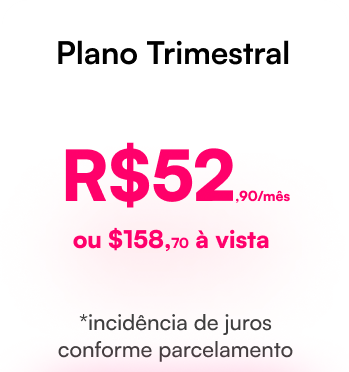 Plano Trimestral
R$52,90/mês
ou $158,70 à vista
*incidência de juros
conforme parcelamento